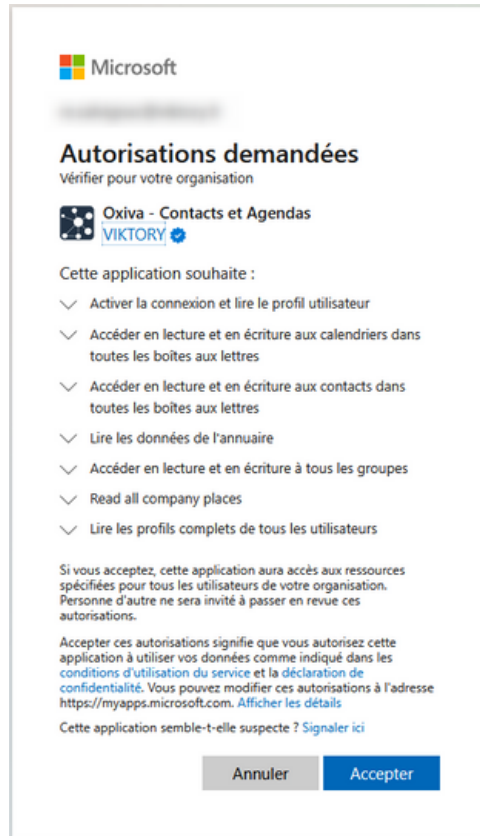 Microsoft
Autorisations demandées
Vérifier pour votre organisation
Oxiva - Contacts et Agendas
VIKTORY
Cette application souhaite :
Activer la connexion et lire le profil utilisateur
Accéder en lecture et en écriture aux calendriers dans
toutes les boîtes aux lettres
Accéder en lecture et en écriture aux contacts dans
toutes les boîtes aux lettres
Lire les données de l'annuaire
Accéder en lecture et en écriture à tous les groupes
Read all company places
Lire les profils complets de tous les utilisateurs
Si vous acceptez, cette application aura accès aux ressources
spécifiées pour tous les utilisateurs de votre organisation.
Personne d'autre ne sera invité à passer en revue ces
autorisations.
Accepter ces autorisations signifie que vous autorisez cette
application à utiliser vos données comme indiqué dans les
conditions d'utilisation du service et la déclaration de
confidentialité. Vous pouvez modifier ces autorisations à l'adresse
https://myapps.microsoft.com. Afficher les détails
Cette application semble-t-elle suspecte ? Signaler ici
Annuler
Accepter